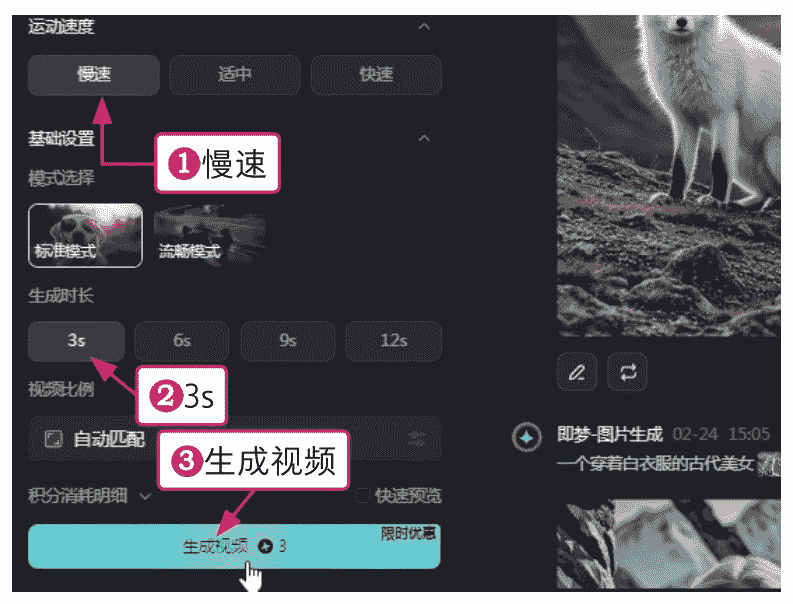 运动速度
慢速 适中 快速
基础设置
❶慢速
模式选择
标准模式 流畅模式
生成时长
3s 6s 9s 12s
视频比例
❷3s
自动匹配
即梦-图片生成 02-24 15:05
❸生成视频
一个穿着白衣服的古代美女
积分消耗明细 快速预览
限时优惠
生成视频 3